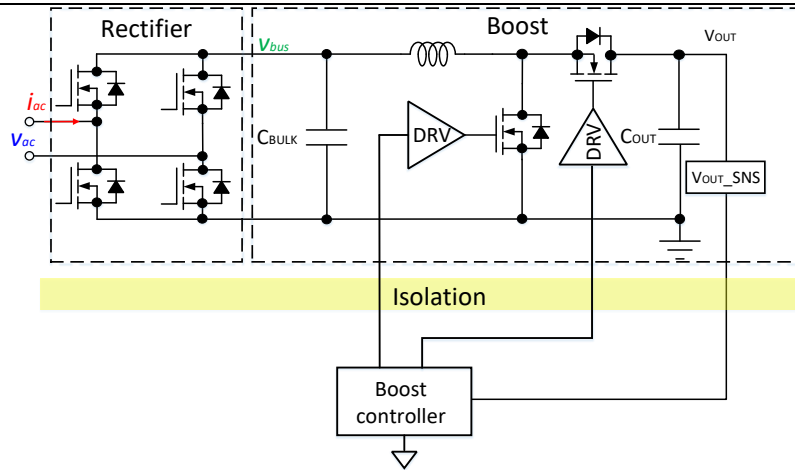 Rectifier
Boost
vbus
VOUT
iac
vac
CBULK
DRV
DRV
COUT
VOUT_SNS
Isolation
Boost
controller